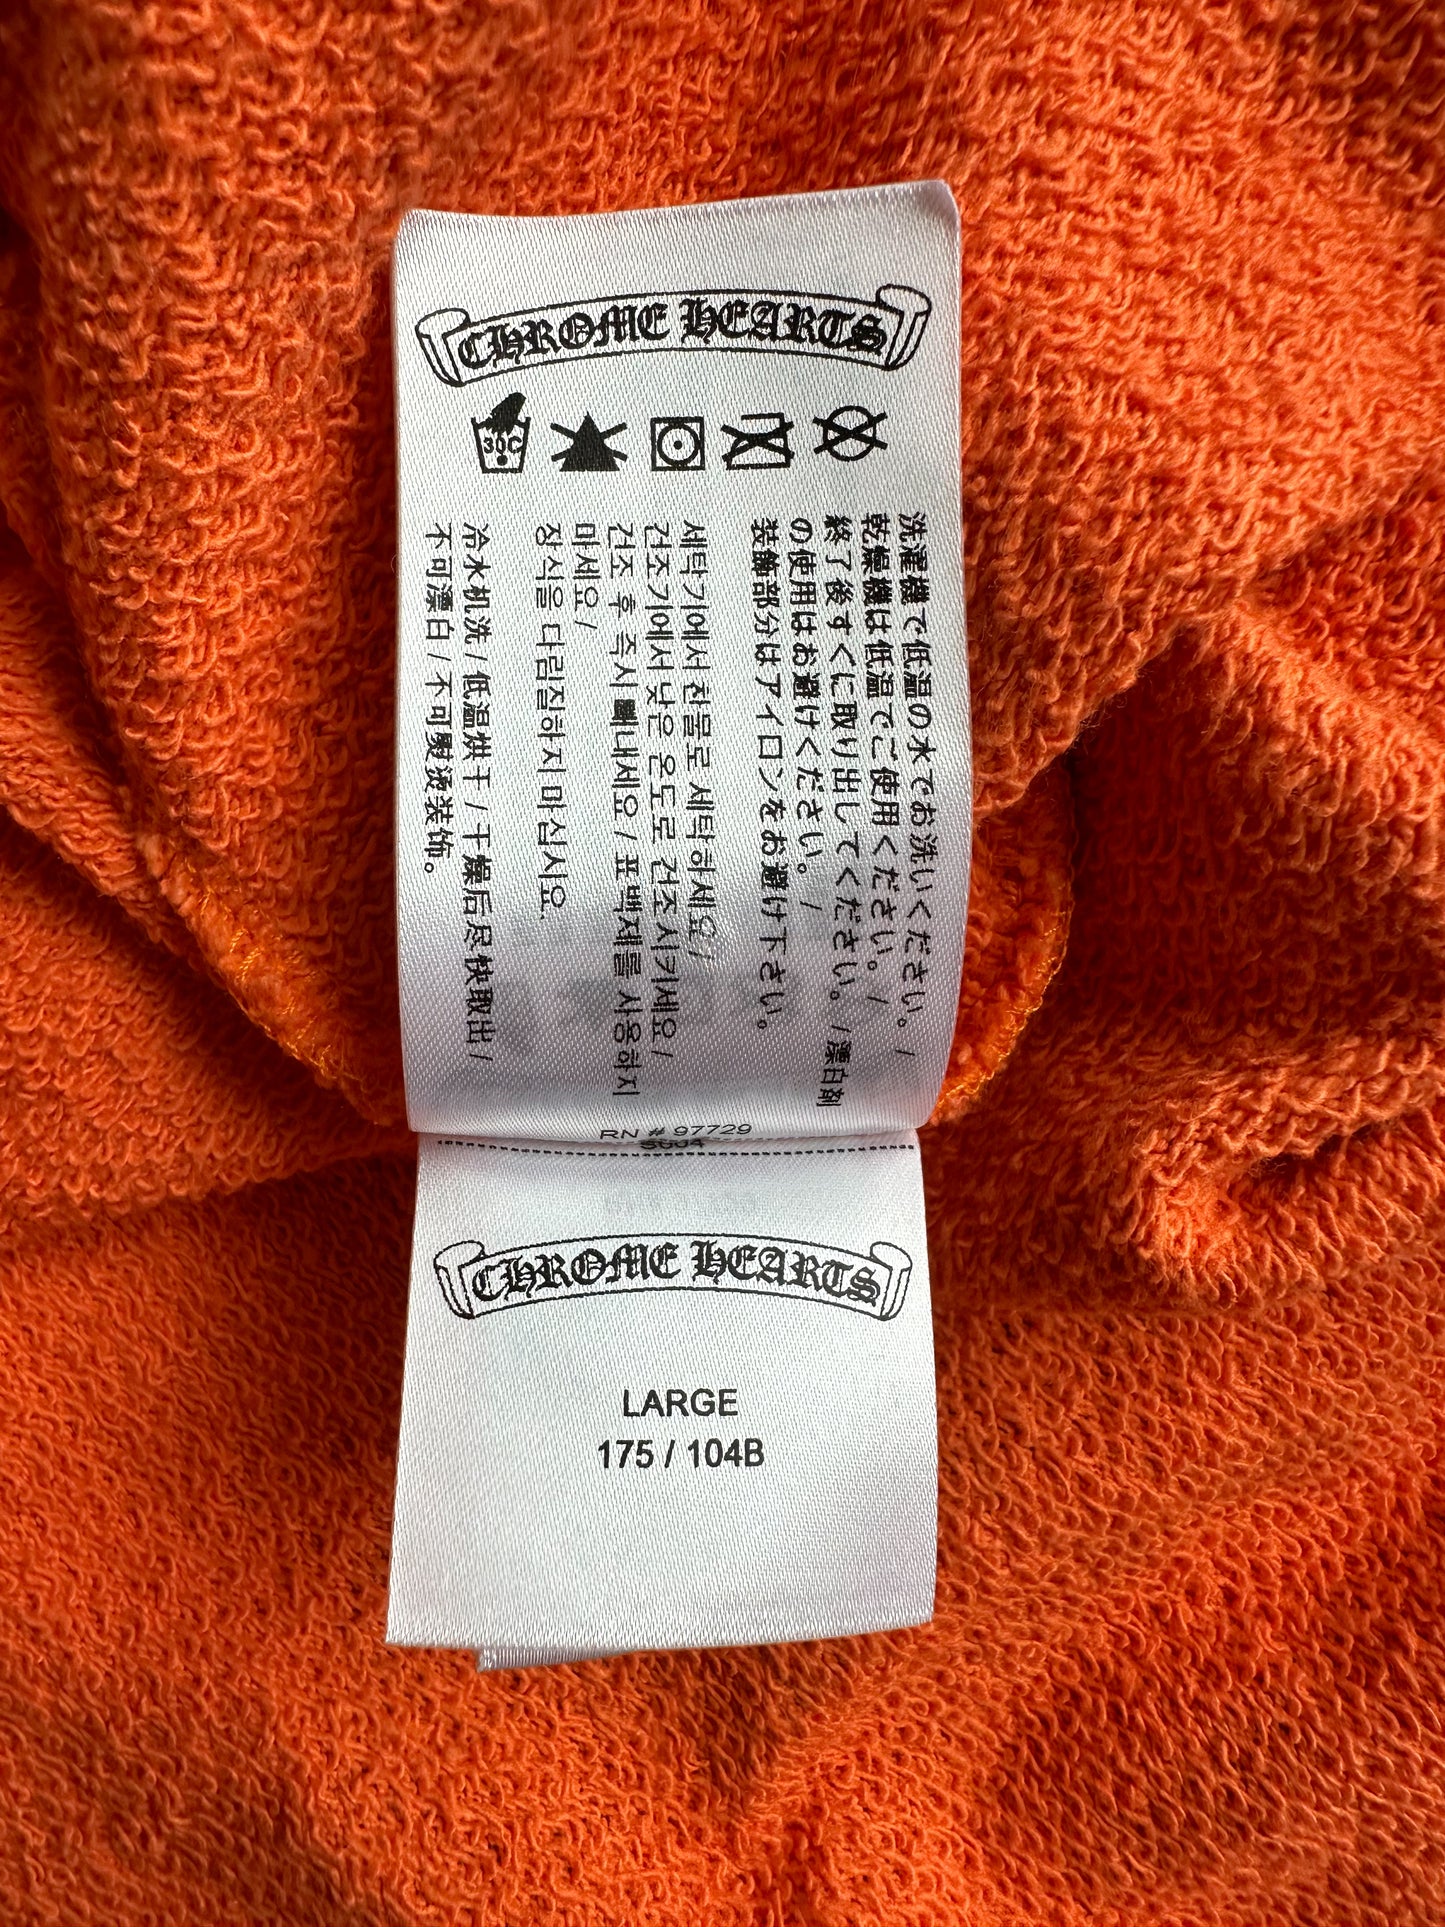 CHROME HEARTS
30C
洗濯機で低温の水でお洗いください。/
乾燥機は低温でご使用ください。/
終了後すぐに取り出してください。/漂白剤
の使用はお避けください。/
装飾部分はアイロンをお避け下さい。
세탁기에서 찬물로 세탁하세요/
건조기에서 낮은 온도로 건조시키세요/
건조 후 즉시 빼내세요/ 표백제를 사용하지
마세요/
장식을 다림질하지 마십시요.
冷水机洗/低温烘干/干燥后尽快取出/
不可漂白/不可熨烫装饰。
RN # 97729
CHROME HEARTS
LARGE
175 / 104B